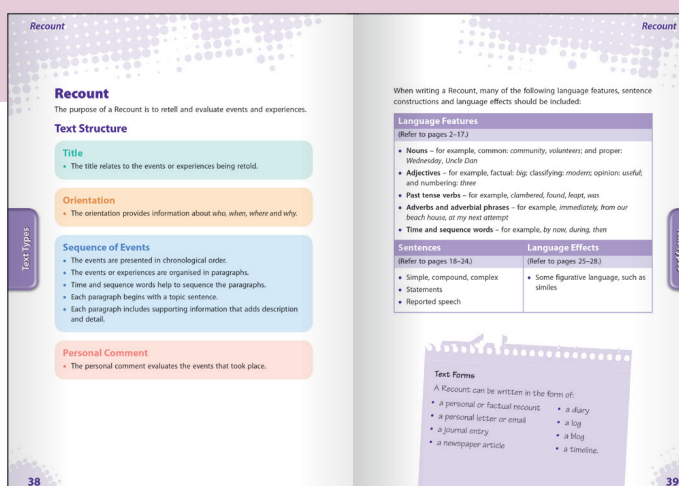 Recount
Recount
The purpose of a Recount is to retell and evaluate events and experiences.
Text Structure
Title
• The title relates to the events or experiences being retold.
Orientation
• The orientation provides information about who, when, where and why.
Sequence of Events
• The events are presented in chronological order.
• The events or experiences are organised in paragraphs.
• Time and sequence words help to sequence the paragraphs.
• Each paragraph begins with a topic sentence.
• Each paragraph includes supporting information that adds description
and detail.
Personal Comment
• The personal comment evaluates the events that took place.
Text Types
38
Recount
When writing a Recount, many of the following language features, sentence
constructions and language effects should be included:
Language Features
(Refer to pages 2–17.)
• Nouns – for example, common: community, volunteers; and proper:
Wednesday, Uncle Dan
• Adjectives – for example, factual: big; classifying: modern; opinion: useful;
and numbering: three
• Past tense verbs – for example, clambered, found, leapt, was
• Adverbs and adverbial phrases – for example, immediately, from our
beach house, at my next attempt
• Time and sequence words – for example, by now, during, then
Sentences
(Refer to pages 18–24.)
• Simple, compound, complex
• Statements
• Reported speech
Language Effects
(Refer to pages 25–28.)
• Some figurative language, such as
similes
Text Forms
A Recount can be written in the form of:
• a personal or factual recount
• a personal letter or email
• a journal entry
• a newspaper article
• a diary
• a log
• a blog
• a timeline.
39